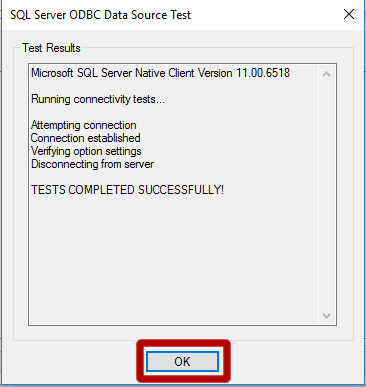 SQL Server ODBC Data Source Test
Test Results
Microsoft SQL Server Native Client Version 11.00.6518
Running connectivity tests...
Attempting connection
Connection established
Verifying option settings
Disconnecting from server
TESTS COMPLETED SUCCESSFULLY!
OK